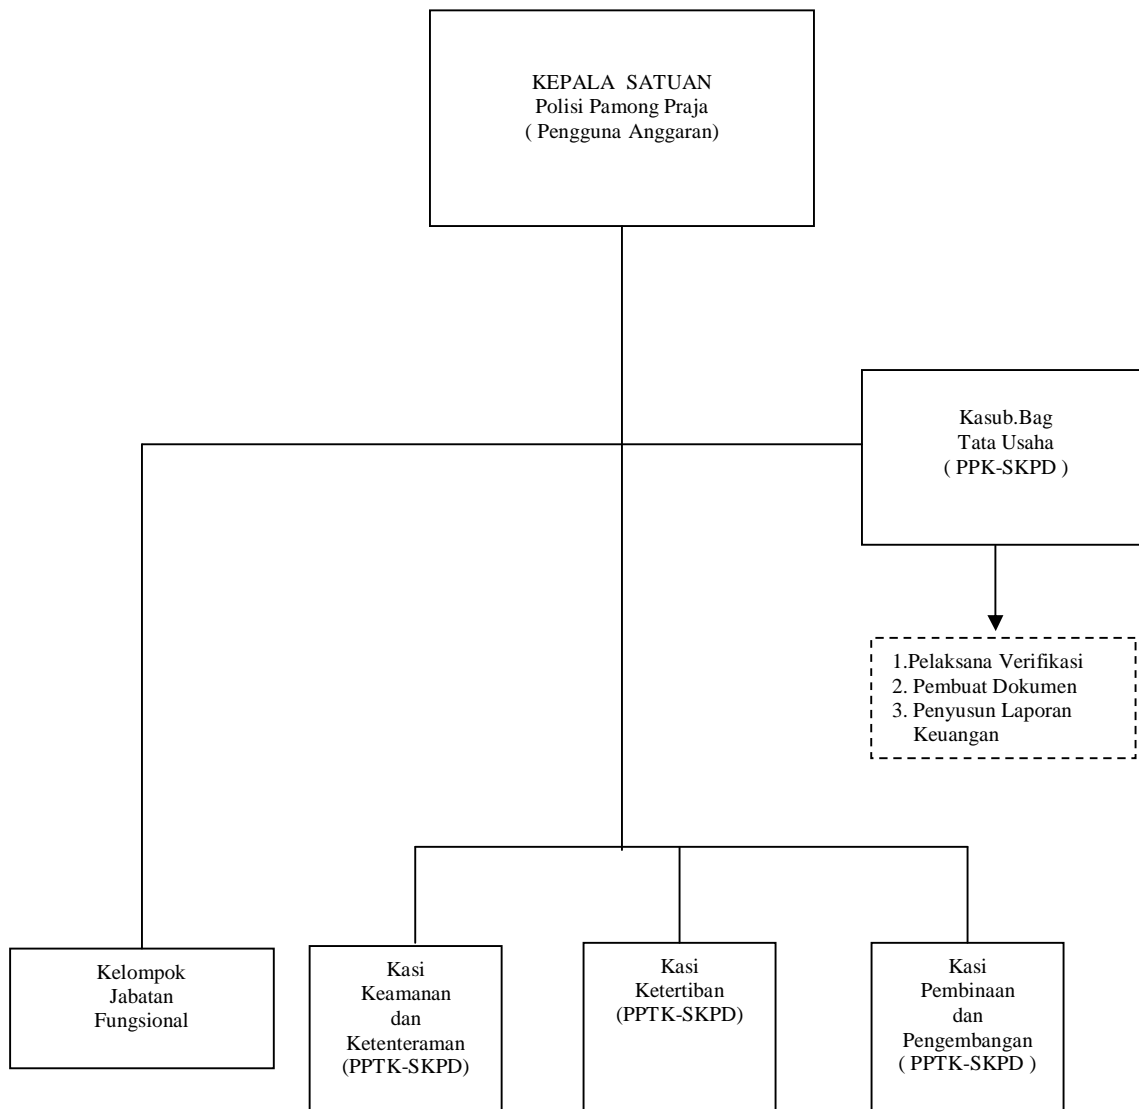 KEPALA SATUAN
Polisi Pamong Praja
( Pengguna Anggaran)
Kasub.Bag
Tata Usaha
( PPK-SKPD )
1.Pelaksana Verifikasi
2. Pembuat Dokumen
3. Penyusun Laporan
Keuangan
Kelompok
Jabatan
Fungsional
Kasi
Keamanan
dan
Ketenteraman
(PPTK-SKPD)
Kasi
Ketertiban
(PPTK-SKPD)
Kasi
Pembinaan
dan
Pengembangan
( PPTK-SKPD )